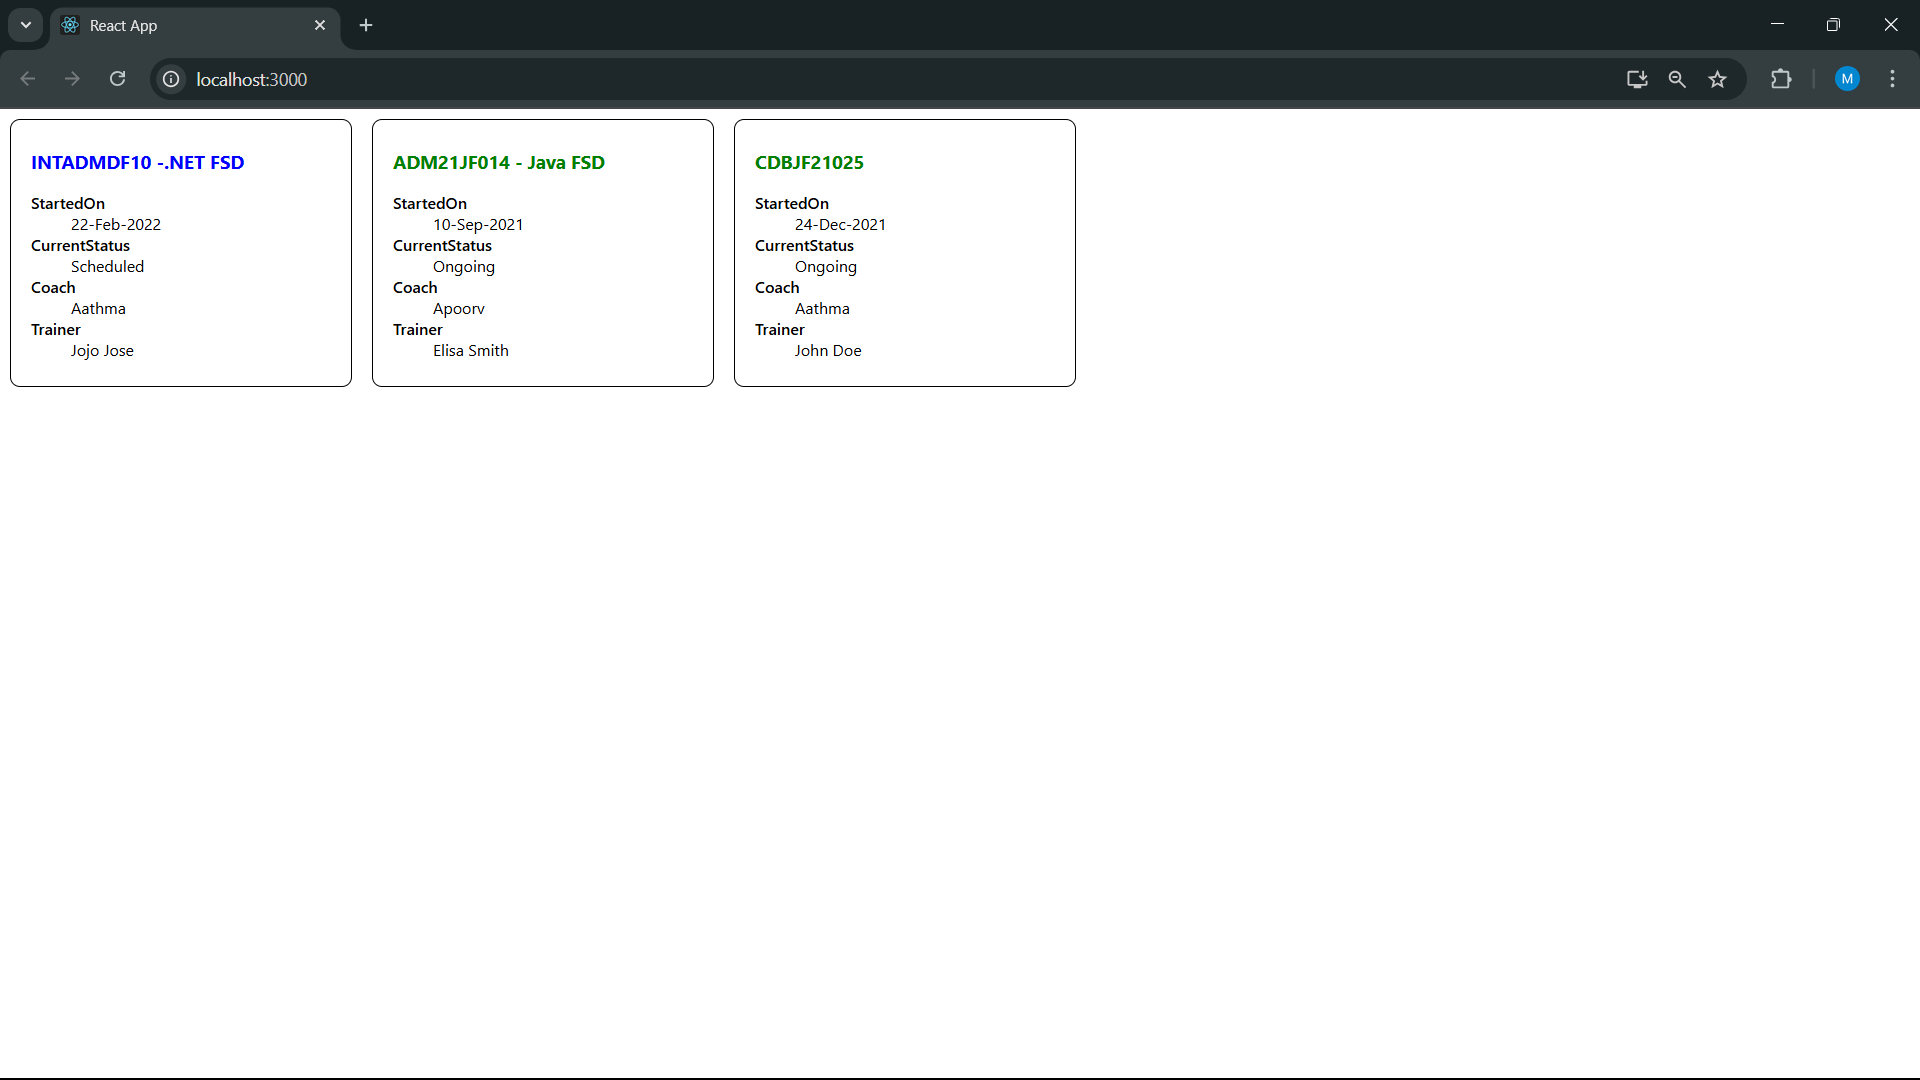 React App
localhost:3000
M
INTADMDF10 -.NET FSD
StartedOn
22-Feb-2022
CurrentStatus
Scheduled
Coach
Aathma
Trainer
Jojo Jose
ADM21JF014 - Java FSD
StartedOn
10-Sep-2021
CurrentStatus
Ongoing
Coach
Apoorv
Trainer
Elisa Smith
CDBJF21025
StartedOn
24-Dec-2021
CurrentStatus
Ongoing
Coach
Aathma
Trainer
John Doe